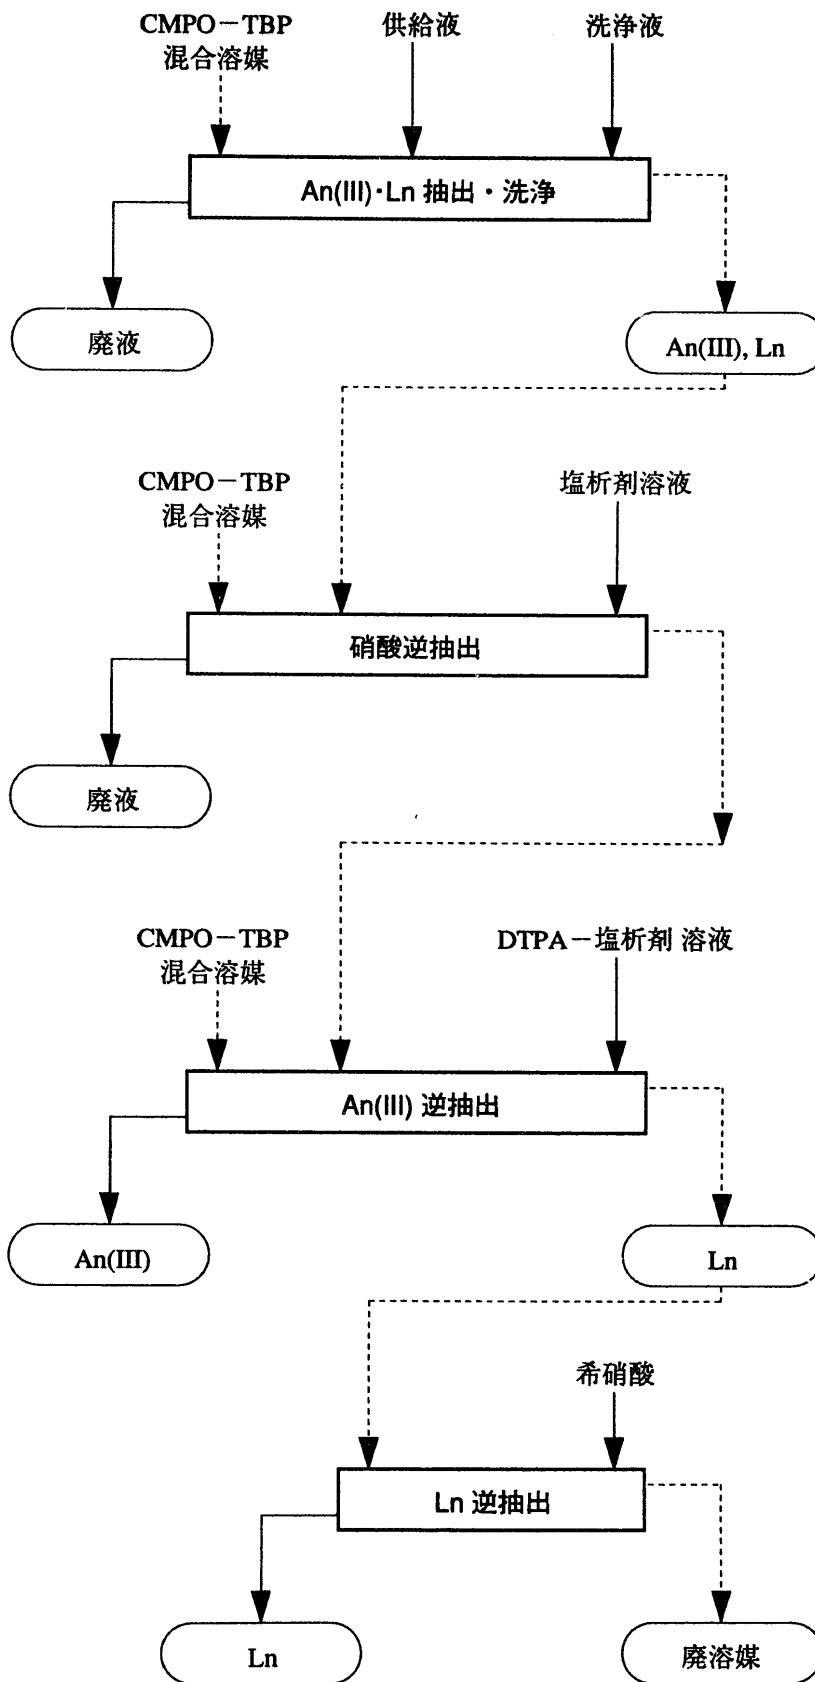 CMPO－TBP
混合溶媒
供給液
洗浄液
An(III)･Ln 抽出・洗浄
廃液
An(III), Ln
CMPO－TBP
混合溶媒
塩析剤溶液
硝酸逆抽出
廃液
CMPO－TBP
混合溶媒
DTPA－塩析剤 溶液
An(III) 逆抽出
An(III)
Ln
希硝酸
Ln 逆抽出
Ln
廃溶媒